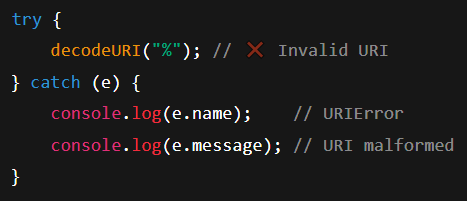 try {
    decodeURI("%"); // ❌ Invalid URI
} catch (e) {
    console.log(e.name);    // URIError
    console.log(e.message); // URI malformed
}